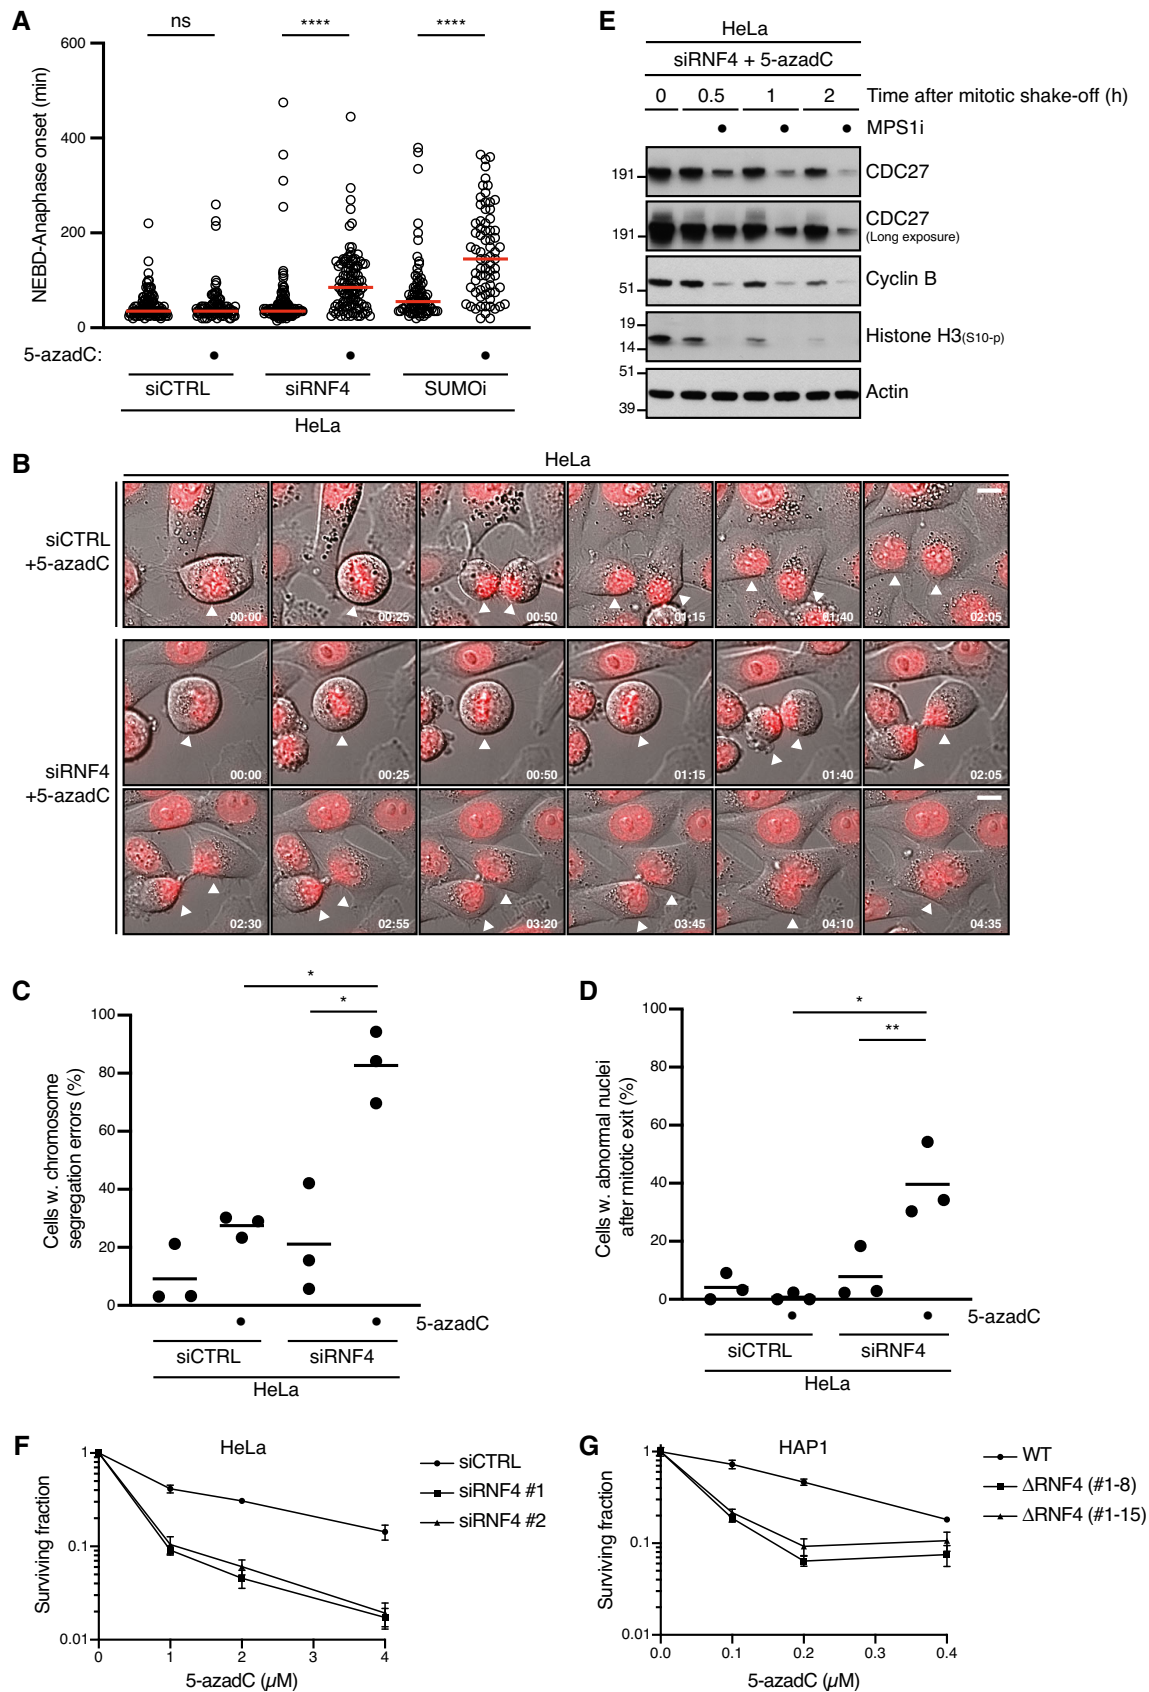 A
ns
****
****
600
400
200
0
NEBD-Anaphase onset (min)
5-azadC:
siCTRL
siRNF4
SUMOi
HeLa
E
HeLa
siRNF4 + 5-azadC
0 0.5 1 2 Time after mitotic shake-off (h)
MPS1i
191 CDC27
191 CDC27
(Long exposure)
51 Cyclin B
19
14
Histone H3(S10-p)
51
39
Actin
B
HeLa
siCTRL
+5-azadC
00:00 00:25 00:50 01:15 01:40 02:05
siRNF4
+5-azadC
00:00 00:25 00:50 01:15 01:40 02:05
02:30 02:55 03:20 03:45 04:10 04:35
C
*
*
100
80
60
40
20
0
Cells w. chromosome
segregation errors (%)
5-azadC
siCTRL siRNF4
HeLa
D
*
**
100
80
60
40
20
0
Cells w. abnormal nuclei
after mitotic exit (%)
5-azadC
siCTRL siRNF4
HeLa
F
HeLa
1
0.1
0.01
Surviving fraction
0 1 2 3 4
5-azadC (µM)
siCTRL
siRNF4 #1
siRNF4 #2
G
HAP1
1
0.1
0.01
Surviving fraction
0.0 0.1 0.2 0.3 0.4
5-azadC (µM)
WT
ΔRNF4 (#1-8)
ΔRNF4 (#1-15)